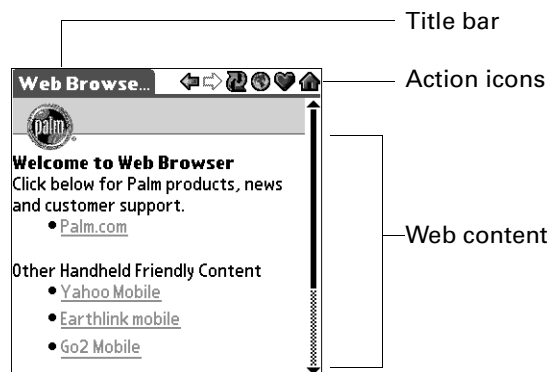 Title bar
Web Browse...
Action icons
palm
Welcome to Web Browser
Click below for Palm products, news
and customer support.
• Palm.com
Web content
Other Handheld Friendly Content
• Yahoo Mobile
• Earthlink mobile
• Go2 Mobile